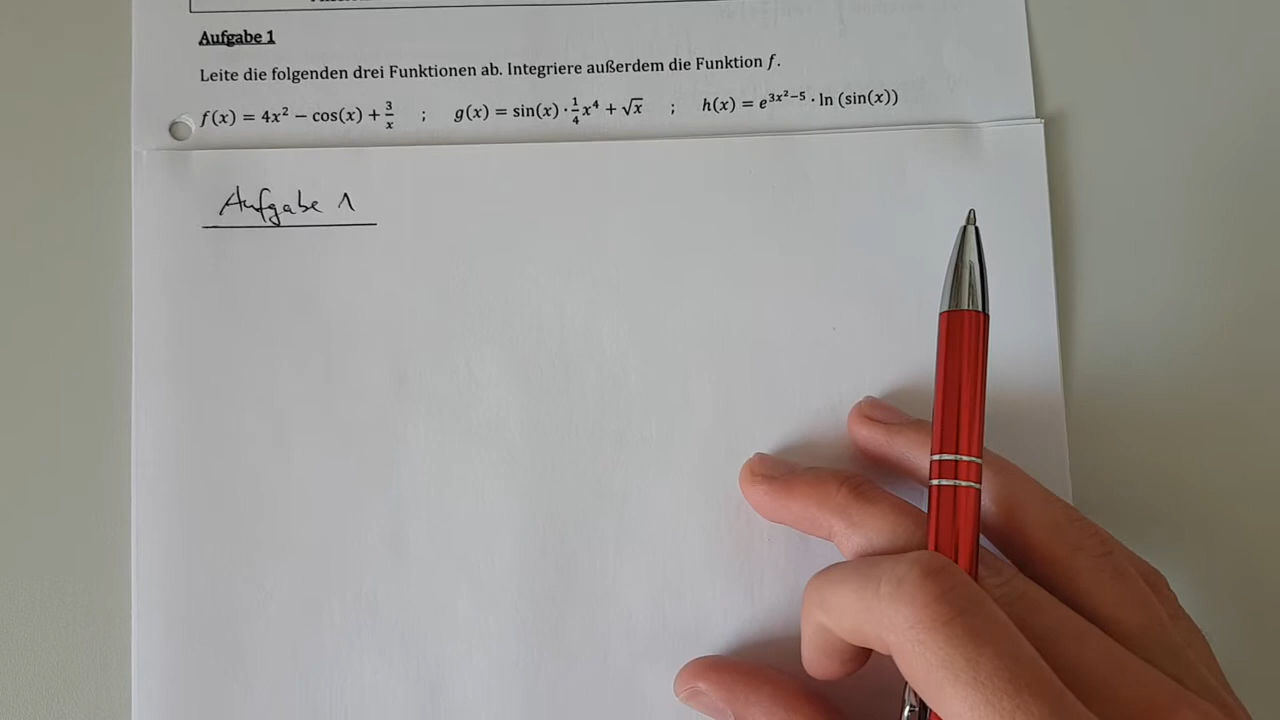 Aufgabe 1
Leite die folgenden drei Funktionen ab. Integriere außerdem die Funktion f.
f(x) = 4x² − cos(x) + 3/x ; g(x) = sin(x) · 1/4 x⁴ + √x ; h(x) = e^(3x²−5) · ln (sin(x))
Aufgabe 1